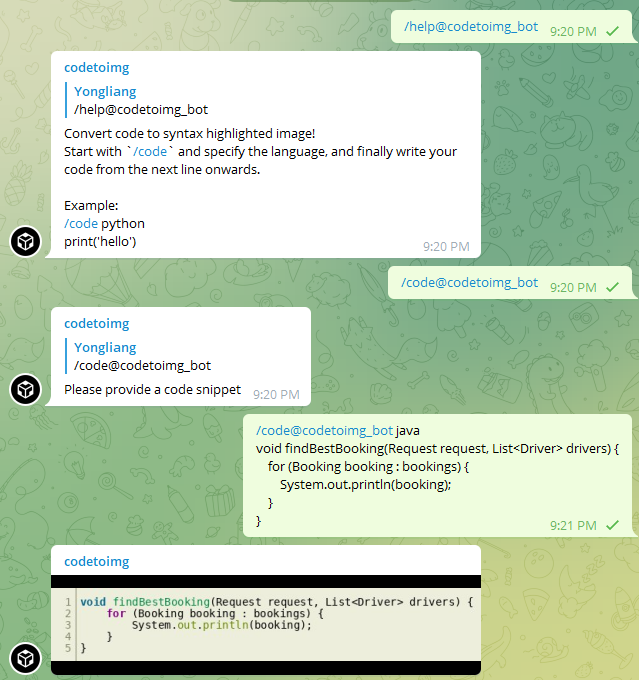 /help@codetoimg_bot 9:20 PM
codetoimg
Yongliang
/help@codetoimg_bot
Convert code to syntax highlighted image!
Start with `/code` and specify the language, and finally write your
code from the next line onwards.
Example:
/code python
print('hello')
9:20 PM
/code@codetoimg_bot 9:20 PM
codetoimg
Yongliang
/code@codetoimg_bot
Please provide a code snippet 9:20 PM
/code@codetoimg_bot java
void findBestBooking(Request request, List<Driver> drivers) {
for (Booking booking : bookings) {
System.out.println(booking);
}
}
9:21 PM
codetoimg
1 void findBestBooking(Request request, List<Driver> drivers) {
2 for (Booking booking : bookings) {
3 System.out.println(booking);
4 }
5 }